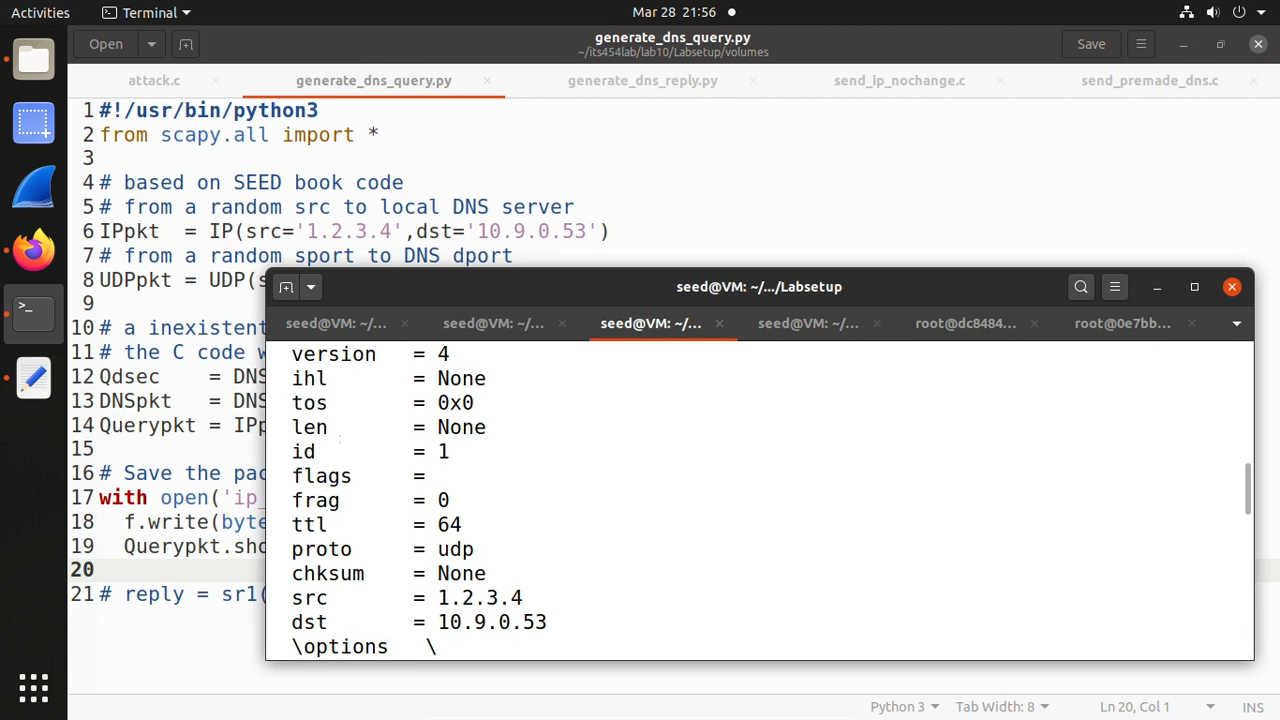 Activities
Terminal
Mar 28 21:56
Open
generate_dns_query.py
~/its454lab/lab10/Labsetup/volumes
Save
attack.c
generate_dns_query.py
generate_dns_reply.py
send_ip_nochange.c
send_premade_dns.c
1 #!/usr/bin/python3
2 from scapy.all import *
3
4 # based on SEED book code
5 # from a random src to local DNS server
6 IPpkt  = IP(src='1.2.3.4',dst='10.9.0.53')
7 # from a random sport to DNS dport
8 UDPpkt = UDP(s
9
10 # a inexistent
11 # the C code w
12 Qdsec    = DNS
13 DNSpkt   = DNS
14 Querypkt = IPp
15
16 # Save the pac
17 with open('ip_
18   f.write(byte
19   Querypkt.sho
20
21 # reply = sr1(
seed@VM: ~/.../Labsetup
seed@VM: ~/...
seed@VM: ~/...
seed@VM: ~/...
seed@VM: ~/...
root@dc8484...
root@0e7bb...
version   = 4
ihl       = None
tos       = 0x0
len       = None
id        = 1
flags     =
frag      = 0
ttl       = 64
proto     = udp
chksum    = None
src       = 1.2.3.4
dst       = 10.9.0.53
\options   \
Python 3
Tab Width: 8
Ln 20, Col 1
INS